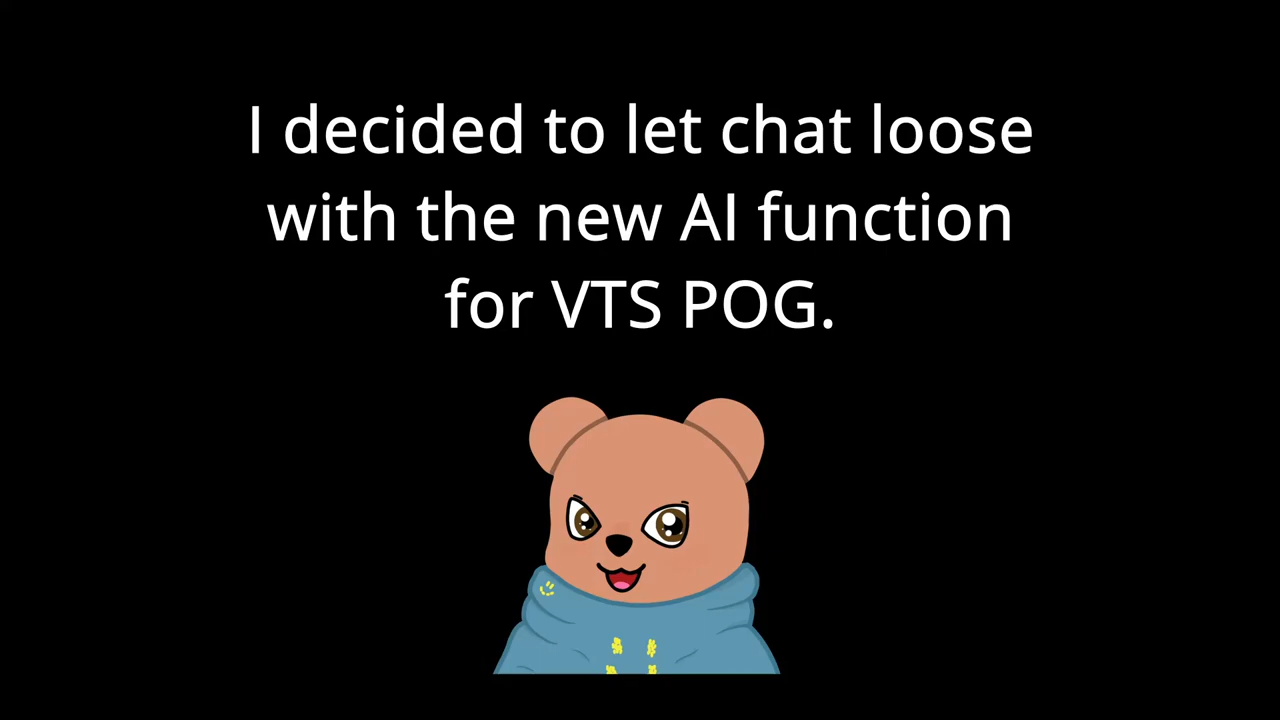 I decided to let chat loose
with the new AI function
for VTS POG.